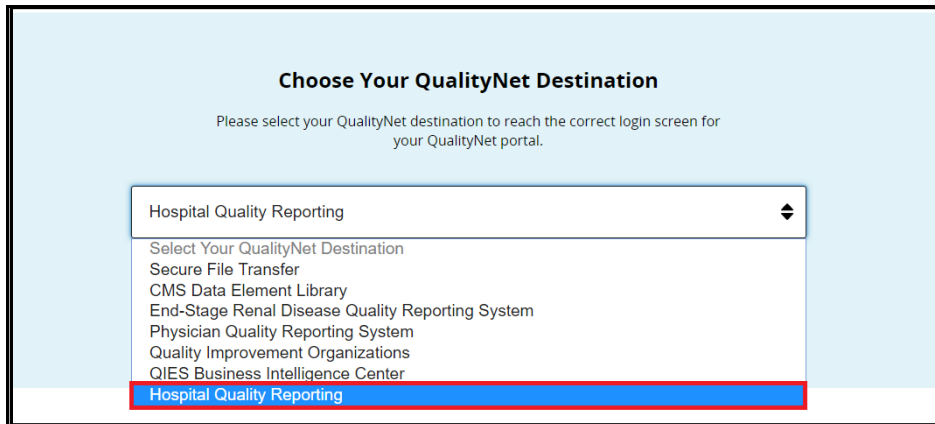 Choose Your QualityNet Destination
Please select your QualityNet destination to reach the correct login screen for
your QualityNet portal.
Hospital Quality Reporting
Select Your QualityNet Destination
Secure File Transfer
CMS Data Element Library
End-Stage Renal Disease Quality Reporting System
Physician Quality Reporting System
Quality Improvement Organizations
QIES Business Intelligence Center
Hospital Quality Reporting